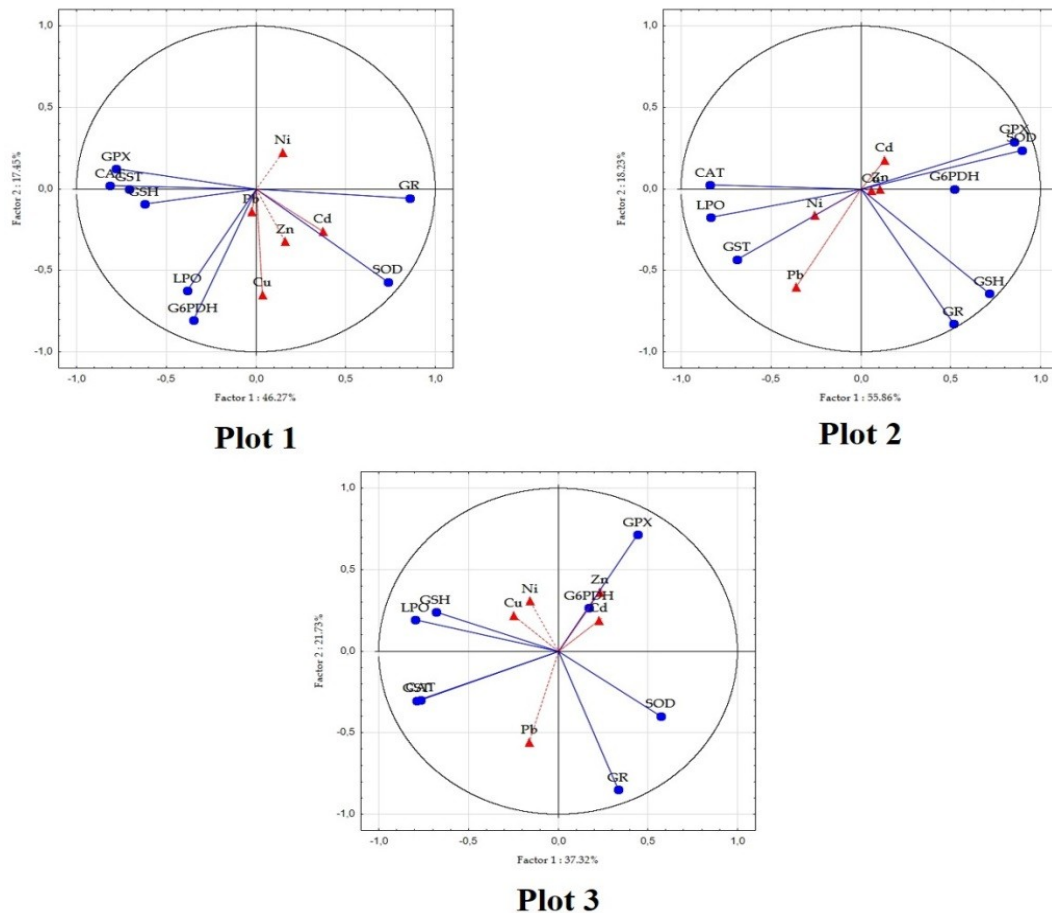 1,0
0,5
0,0
-0,5
-1,0
Factor 2 : 17.45%
Ni
GPX
CAT
GST
GSH
Pb
GR
Cd
Zn
SOD
Cu
LPO
G6PDH
-1,0 -0,5 0,0 0,5 1,0
Factor 1 : 46.27%
Plot 1
1,0
0,5
0,0
-0,5
-1,0
Factor 2 : 18.23%
GPX
SOD
Cd
Zn
Cu
G6PDH
CAT
LPO
Ni
GST
Pb
GSH
GR
-1,0 -0,5 0,0 0,5 1,0
Factor 1 : 55.86%
Plot 2
1,0
0,5
0,0
-0,5
-1,0
Factor 2 : 21.73%
GPX
Zn
G6PDH
Cd
Ni
Cu
GSH
LPO
GST
CAT
SOD
Pb
GR
-1,0 -0,5 0,0 0,5 1,0
Factor 1 : 37.32%
Plot 3